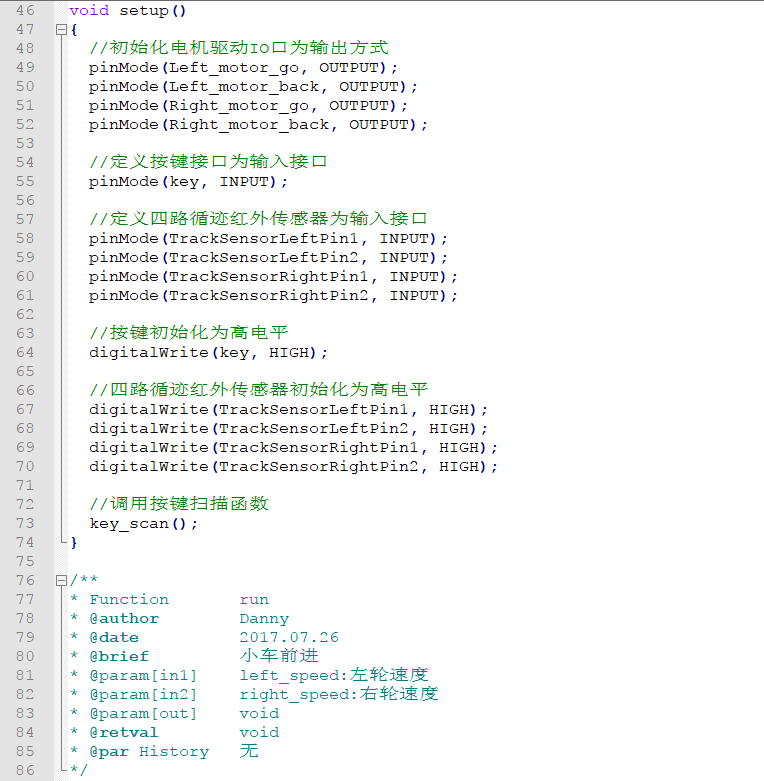 46 void setup()
47 {
48 //初始化电机驱动IO口为输出方式
49 pinMode(Left_motor_go, OUTPUT);
50 pinMode(Left_motor_back, OUTPUT);
51 pinMode(Right_motor_go, OUTPUT);
52 pinMode(Right_motor_back, OUTPUT);
53
54 //定义按键接口为输入接口
55 pinMode(key, INPUT);
56
57 //定义四路循迹红外传感器为输入接口
58 pinMode(TrackSensorLeftPin1, INPUT);
59 pinMode(TrackSensorLeftPin2, INPUT);
60 pinMode(TrackSensorRightPin1, INPUT);
61 pinMode(TrackSensorRightPin2, INPUT);
62
63 //按键初始化为高电平
64 digitalWrite(key, HIGH);
65
66 //四路循迹红外传感器初始化为高电平
67 digitalWrite(TrackSensorLeftPin1, HIGH);
68 digitalWrite(TrackSensorLeftPin2, HIGH);
69 digitalWrite(TrackSensorRightPin1, HIGH);
70 digitalWrite(TrackSensorRightPin2, HIGH);
71
72 //调用按键扫描函数
73 key_scan();
74 }
75
76 /**
77 * Function run
78 * @author Danny
79 * @date 2017.07.26
80 * @brief 小车前进
81 * @param[in1] left_speed:左轮速度
82 * @param[in2] right_speed:右轮速度
83 * @param[out] void
84 * @retval void
85 * @par History 无
86 */